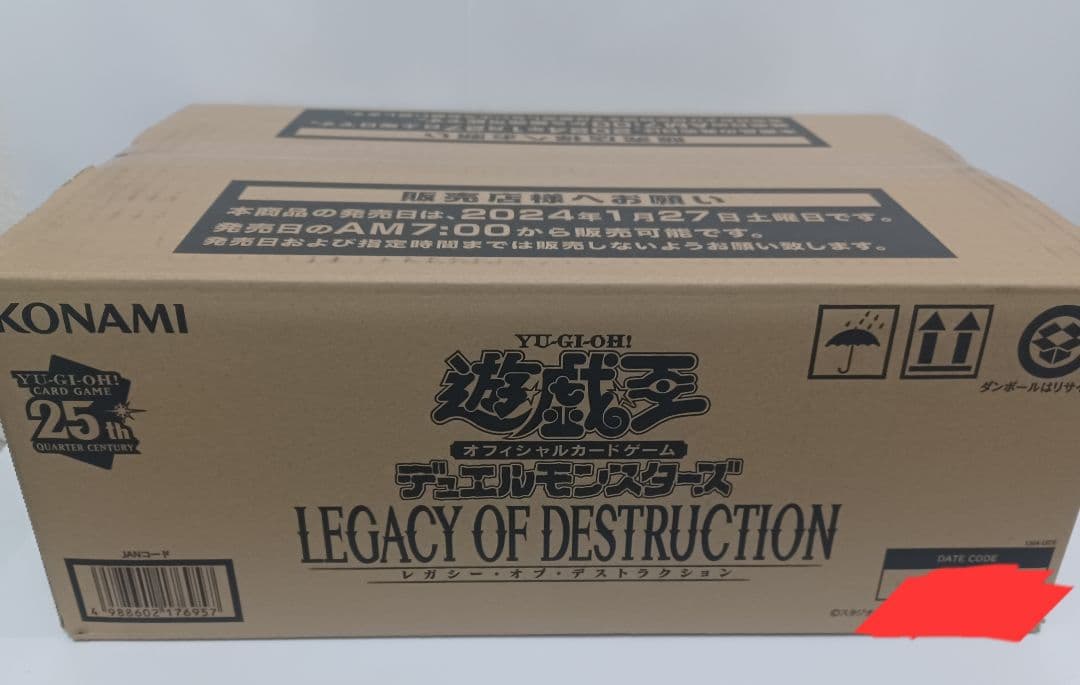 販売店様へお願い
本商品の発売日は、2024年1月27日土曜日です。
発売日のAM7:00から販売可能です。
発売日および指定時間までは販売しないようお願い致します。
KONAMI
YU-GI-OH!
CARD GAME
25th
QUARTER CENTURY
YU-GI-OH!
遊戯王
オフィシャルカードゲーム
デュエルモンスターズ
LEGACY OF DESTRUCTION
レガシー・オブ・デストラクション
ダンボールはリサイ
JANコード
4 988602 176957
DATE CODE
©スタジオ